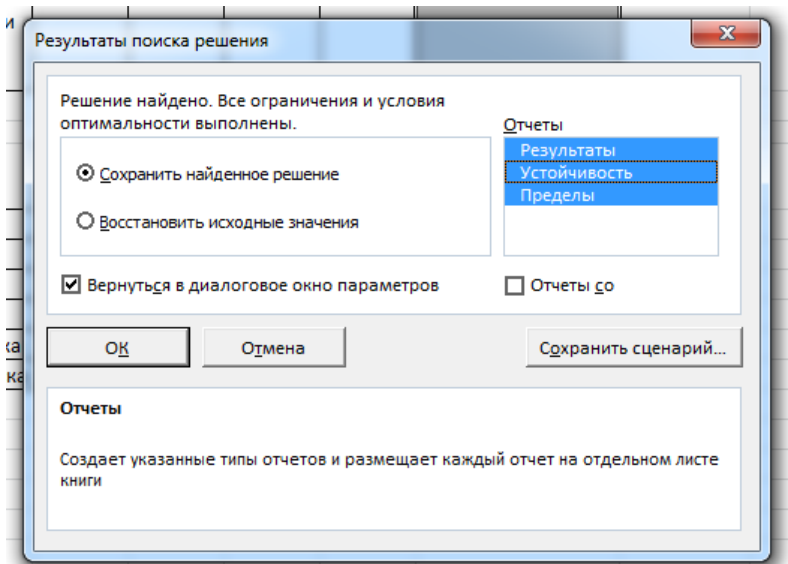 и
Результаты поиска решения
Решение найдено. Все ограничения и условия
оптимальности выполнены.
Отчеты
Результаты
Сохранить найденное решение
Устойчивость
Пределы
Восстановить исходные значения
Вернуться в диалоговое окно параметров
Отчеты со
ка
ОК
Отмена
Сохранить сценарий...
ка
Отчеты
Создает указанные типы отчетов и размещает каждый отчет на отдельном листе
книги